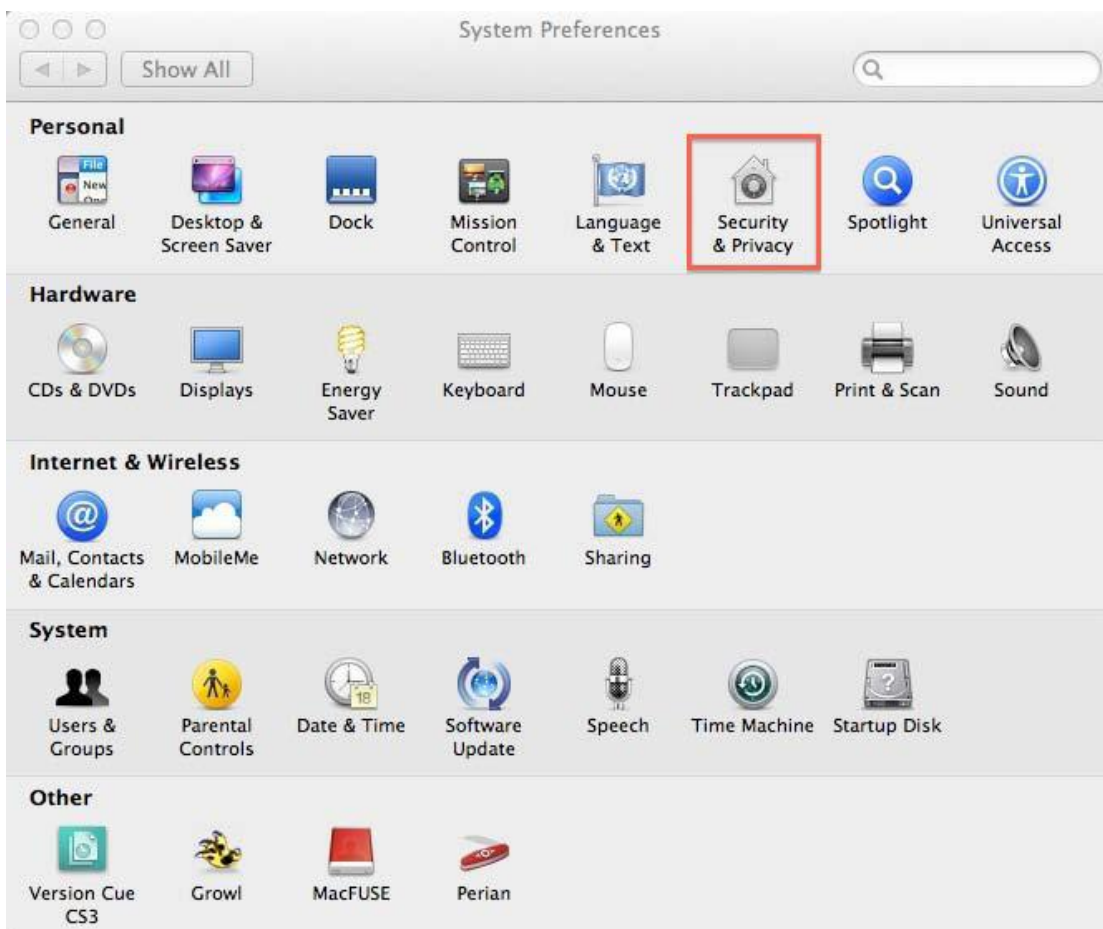 System Preferences
Show All
Personal
File
New
General
Desktop &
Screen Saver
Dock
Mission
Control
Language
& Text
Security
& Privacy
Spotlight
Universal
Access
Hardware
CDs & DVDs
Displays
Energy
Saver
Keyboard
Mouse
Trackpad
Print & Scan
Sound
Internet & Wireless
@
Mail, Contacts
& Calendars
MobileMe
Network
Bluetooth
Sharing
System
Users &
Groups
Parental
Controls
18
Date & Time
Software
Update
Speech
Time Machine
?
Startup Disk
Other
Version Cue
CS3
Growl
MacFUSE
Perian